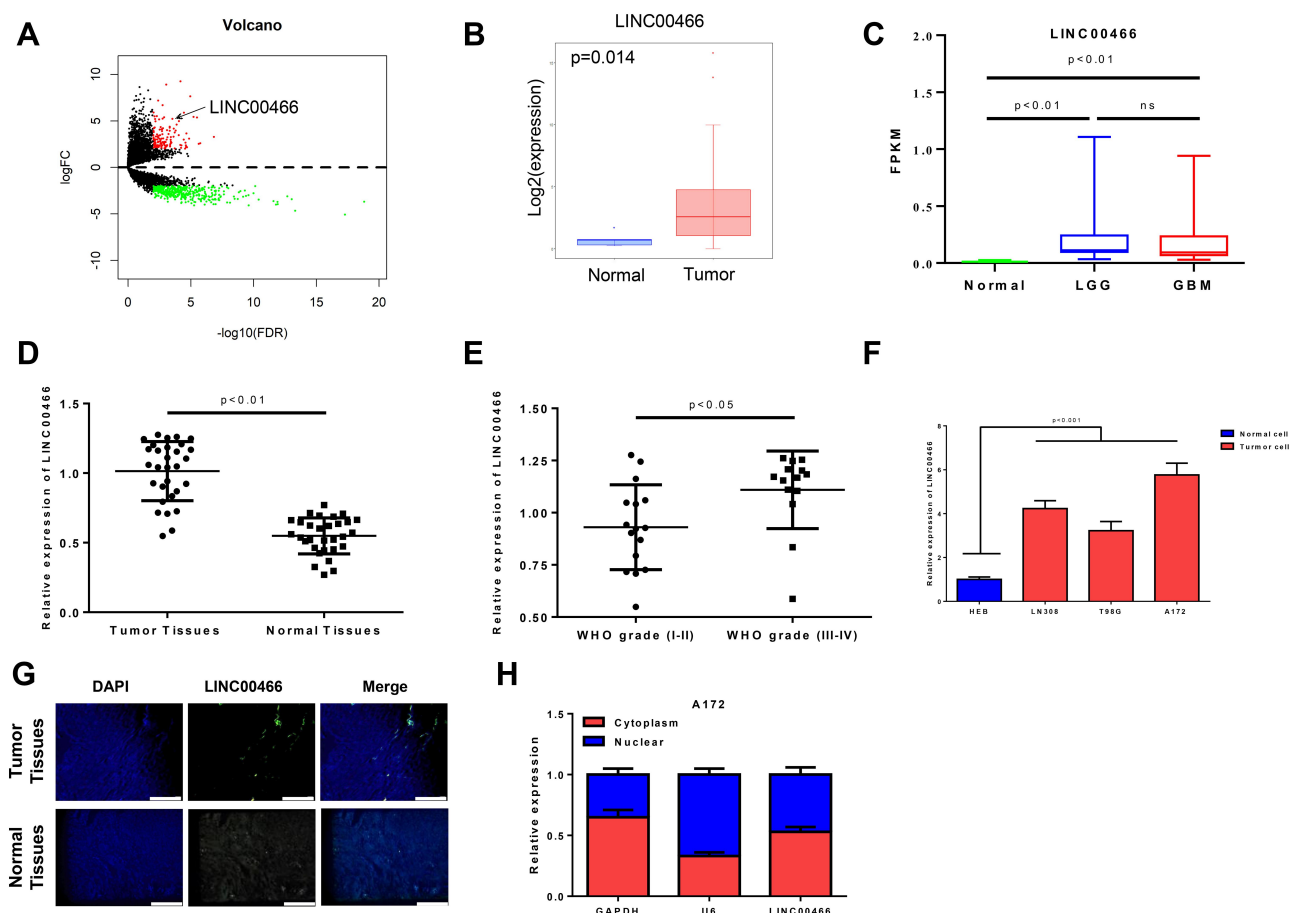 A
Volcano
LINC00466
10
5
0
-5
-10
logFC
0
5
10
15
20
-log10(FDR)
B
LINC00466
p=0.014
Log2(expression)
15
10
5
0
Normal
Tumor
C
LINC00466
p<0.01
p<0.01
ns
FPKM
2.0
1.5
1.0
0.5
0.0
Normal
LGG
GBM
D
p<0.01
Relative expression of LINC00466
1.5
1.0
0.5
0.0
Tumor Tissues
Normal Tissues
E
p<0.05
Relative expression of LINC00466
1.50
1.25
1.00
0.75
0.50
WHO grade (I-II)
WHO grade (III-IV)
F
p<0.001
Normal cell
Turmor cell
Relative expression of LINC00466
8
6
4
2
0
HEB
LN308
T98G
A172
G
DAPI
LINC00466
Merge
Tumor
Tissues
Normal
Tissues
H
A172
Cytoplasm
Nuclear
Relative expression
1.5
1.0
0.5
0.0
GAPDH
U6
LINC00466